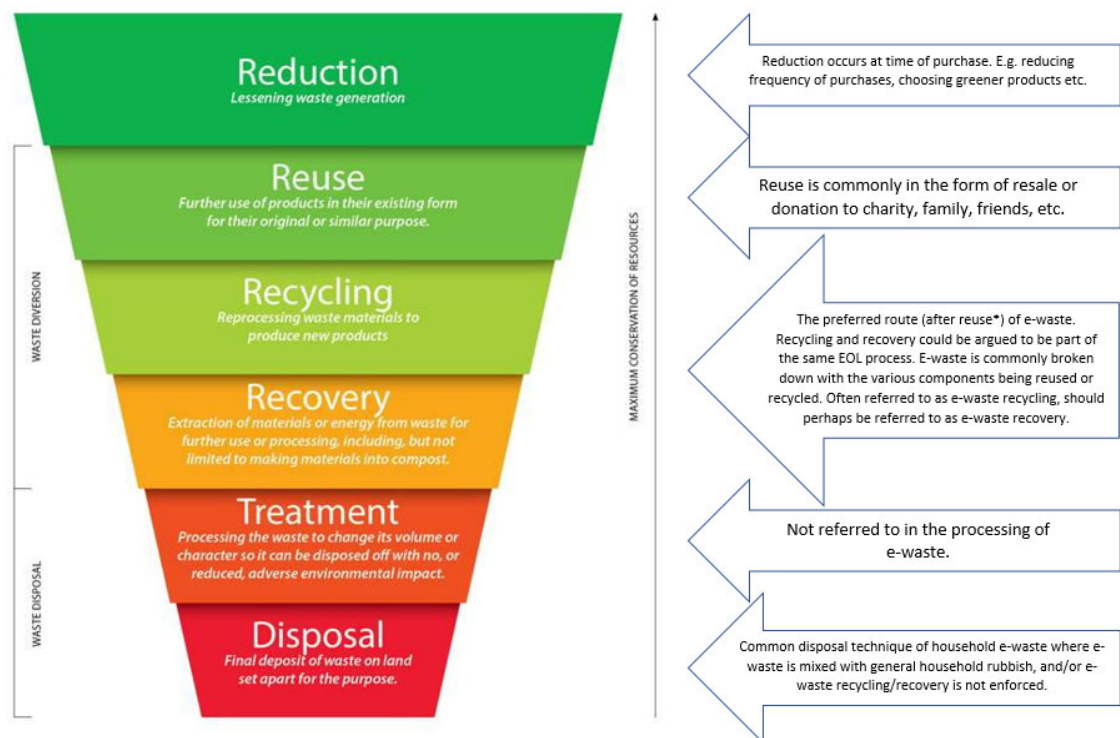 Reduction
Lessening waste generation
Reuse
Further use of products in their existing form
for their original or similar purpose.
Recycling
Reprocessing waste materials to
produce new products
Recovery
Extraction of materials or energy from waste for
further use or processing, including, but not
limited to making materials into compost.
Treatment
Processing the waste to change its volume or
character so it can be disposed off with no, or
reduced, adverse environmental impact.
Disposal
Final deposit of waste on land
set apart for the purpose.
WASTE DIVERSION
WASTE DISPOSAL
MAXIMUM CONSERVATION OF RESOURCES
Reduction occurs at time of purchase. E.g. reducing
frequency of purchases, choosing greener products etc.
Reuse is commonly in the form of resale or
donation to charity, family, friends, etc.
The preferred route (after reuse*) of e-waste.
Recycling and recovery could be argued to be part of
the same EOL process. E-waste is commonly broken
down with the various components being reused or
recycled. Often referred to as e-waste recycling, should
perhaps be referred to as e-waste recovery.
Not referred to in the processing of
e-waste.
Common disposal technique of household e-waste where e-
waste is mixed with general household rubbish, and/or e-
waste recycling/recovery is not enforced.